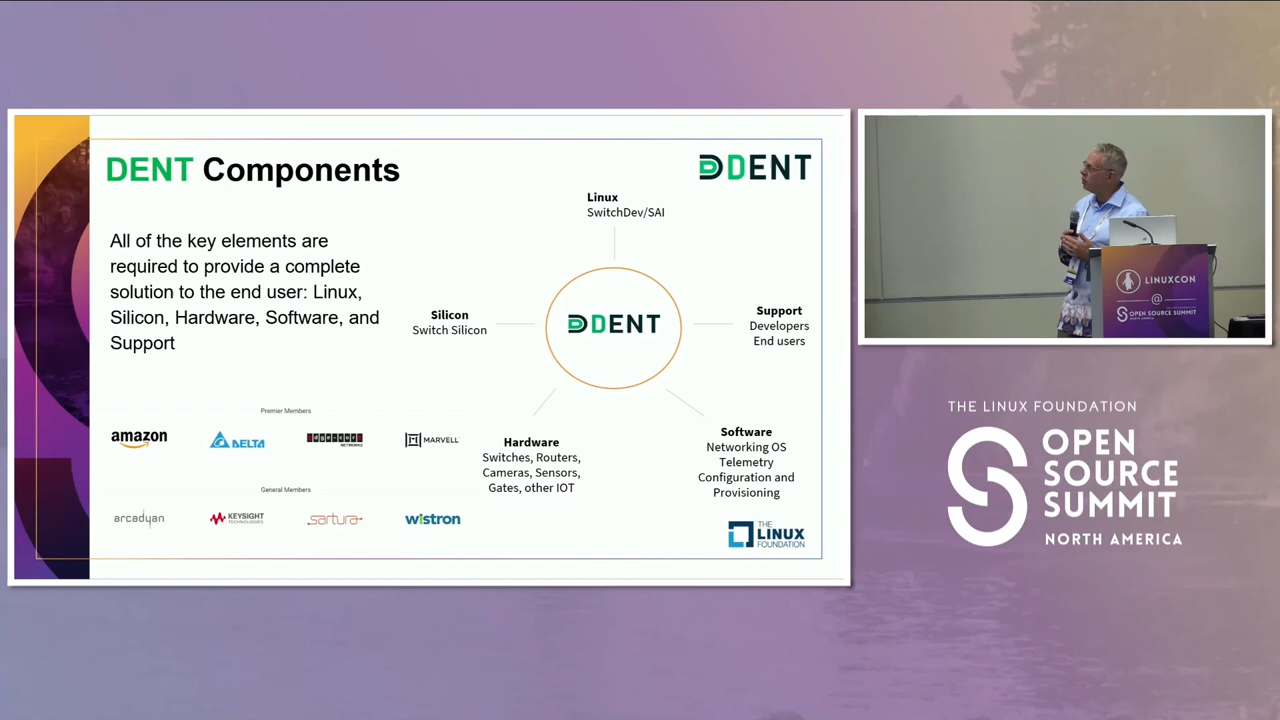 DENT Components
DENT
All of the key elements are
required to provide a complete
solution to the end user: Linux,
Silicon, Hardware, Software, and
Support
Linux
SwitchDev/SAI
Silicon
Switch Silicon
DENT
Support
Developers
End users
Hardware
Switches, Routers,
Cameras, Sensors,
Gates, other IOT
Software
Networking OS
Telemetry
Configuration and
Provisioning
Premier Members
amazon
DELTA
NETWORKS
MARVELL
General Members
arcadyan
KEYSIGHT
TECHNOLOGIES
sartura
wistron
THE
LINUX
FOUNDATION
LINUXCON
@
OPEN SOURCE SUMMIT
THE LINUX FOUNDATION
OPEN
SOURCE
SUMMIT
NORTH AMERICA